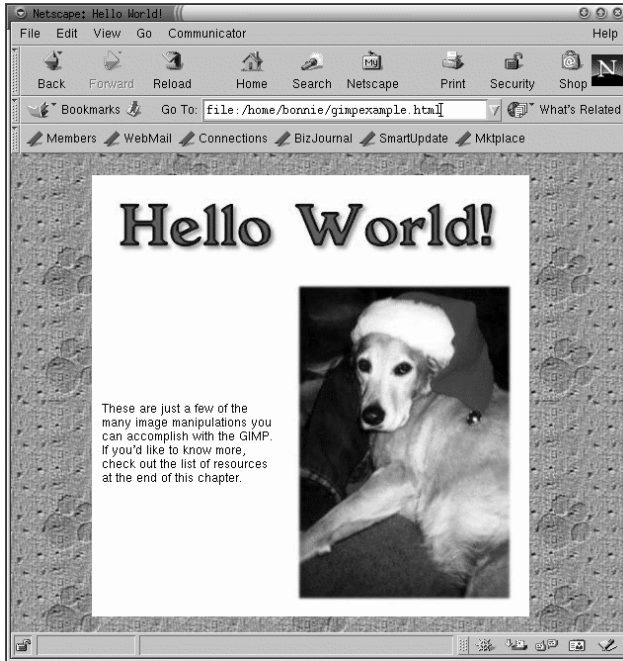 Netscape: Hello World!
File Edit View Go Communicator Help
Back Forward Reload Home Search Netscape Print Security Shop N
My
Bookmarks Go To: file:/home/bonnie/gimpexample.html What's Related
Members WebMail Connections BizJournal SmartUpdate Mktplace
Hello World!
These are just a few of the
many image manipulations you
can accomplish with the GIMP.
If you'd like to know more,
check out the list of resources
at the end of this chapter.